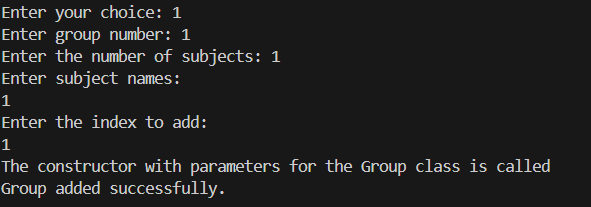 Enter your choice: 1
Enter group number: 1
Enter the number of subjects: 1
Enter subject names:
1
Enter the index to add:
1
The constructor with parameters for the Group class is called
Group added successfully.